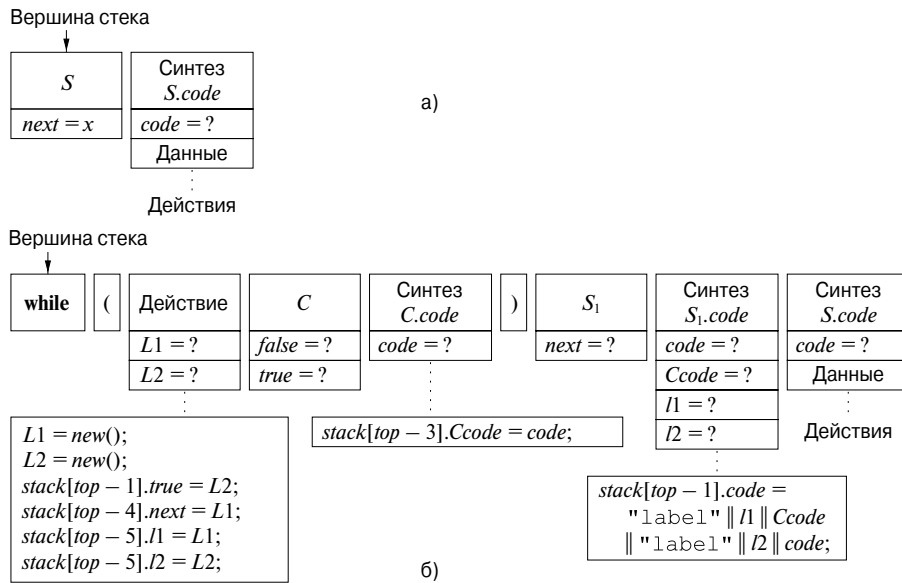 Вершина стека
S
next = x
Синтез
S.code
code = ?
Данные
Действия
а)
Вершина стека
while
(
Действие
L1 = ?
L2 = ?
C
false = ?
true = ?
Синтез
C.code
code = ?
)
S₁
next = ?
Синтез
S₁.code
code = ?
Ccode = ?
l1 = ?
l2 = ?
Синтез
S.code
code = ?
Данные
Действия
L1 = new();
L2 = new();
stack[top − 1].true = L2;
stack[top − 4].next = L1;
stack[top − 5].l1 = L1;
stack[top − 5].l2 = L2;
stack[top − 3].Ccode = code;
stack[top − 1].code =
"label" || l1 || Ccode
|| "label" || l2 || code;
б)